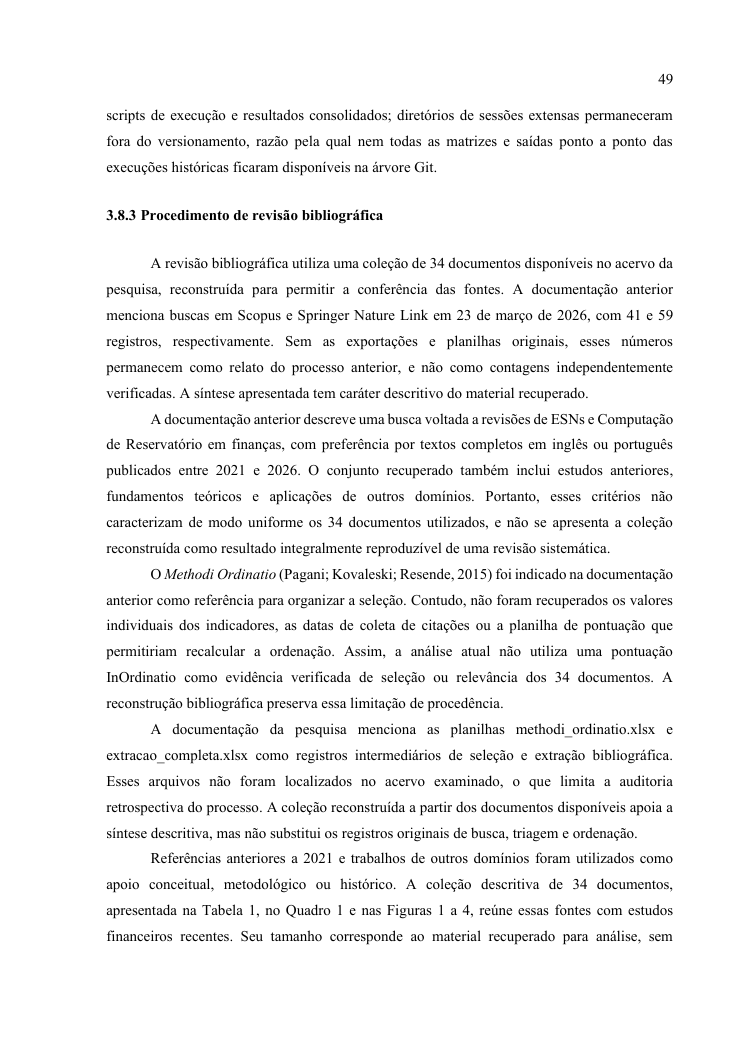 49
scripts de execução e resultados consolidados; diretórios de sessões extensas permaneceram
fora do versionamento, razão pela qual nem todas as matrizes e saídas ponto a ponto das
execuções históricas ficaram disponíveis na árvore Git.
3.8.3 Procedimento de revisão bibliográfica
A revisão bibliográfica utiliza uma coleção de 34 documentos disponíveis no acervo da
pesquisa, reconstruída para permitir a conferência das fontes. A documentação anterior
menciona buscas em Scopus e Springer Nature Link em 23 de março de 2026, com 41 e 59
registros, respectivamente. Sem as exportações e planilhas originais, esses números
permanecem como relato do processo anterior, e não como contagens independentemente
verificadas. A síntese apresentada tem caráter descritivo do material recuperado.
A documentação anterior descreve uma busca voltada a revisões de ESNs e Computação
de Reservatório em finanças, com preferência por textos completos em inglês ou português
publicados entre 2021 e 2026. O conjunto recuperado também inclui estudos anteriores,
fundamentos teóricos e aplicações de outros domínios. Portanto, esses critérios não
caracterizam de modo uniforme os 34 documentos utilizados, e não se apresenta a coleção
reconstruída como resultado integralmente reproduzível de uma revisão sistemática.
O Methodi Ordinatio (Pagani; Kovaleski; Resende, 2015) foi indicado na documentação
anterior como referência para organizar a seleção. Contudo, não foram recuperados os valores
individuais dos indicadores, as datas de coleta de citações ou a planilha de pontuação que
permitiriam recalcular a ordenação. Assim, a análise atual não utiliza uma pontuação
InOrdinatio como evidência verificada de seleção ou relevância dos 34 documentos. A
reconstrução bibliográfica preserva essa limitação de procedência.
A documentação da pesquisa menciona as planilhas methodi_ordinatio.xlsx e
extracao_completa.xlsx como registros intermediários de seleção e extração bibliográfica.
Esses arquivos não foram localizados no acervo examinado, o que limita a auditoria
retrospectiva do processo. A coleção reconstruída a partir dos documentos disponíveis apoia a
síntese descritiva, mas não substitui os registros originais de busca, triagem e ordenação.
Referências anteriores a 2021 e trabalhos de outros domínios foram utilizados como
apoio conceitual, metodológico ou histórico. A coleção descritiva de 34 documentos,
apresentada na Tabela 1, no Quadro 1 e nas Figuras 1 a 4, reúne essas fontes com estudos
financeiros recentes. Seu tamanho corresponde ao material recuperado para análise, sem